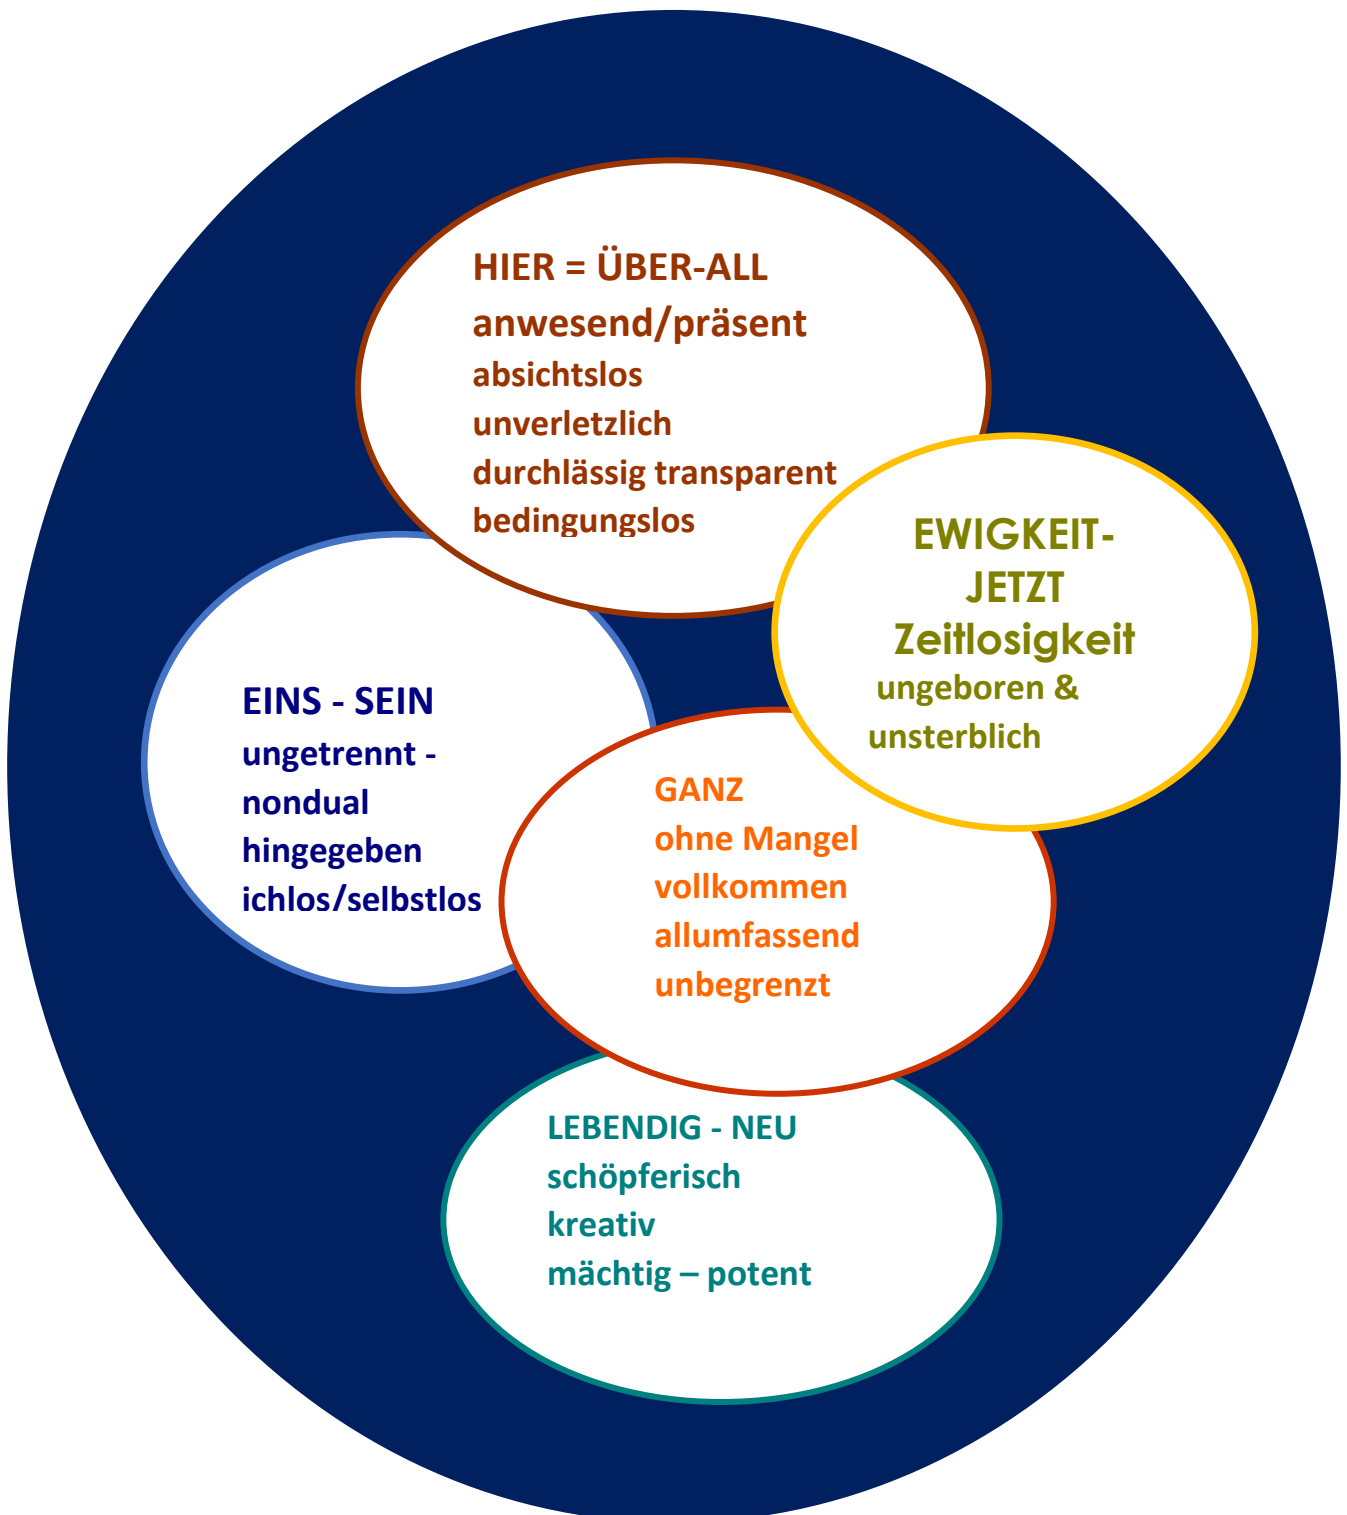 HIER = ÜBER-ALL
anwesend/präsent
absichtslos
unverletzlich
durchlässig transparent
bedingungslos
EWIGKEIT-
JETZT
Zeitlosigkeit
ungeboren &
unsterblich
EINS - SEIN
ungetrennt -
nondual
hingegeben
ichlos/selbstlos
GANZ
ohne Mangel
vollkommen
allumfassend
unbegrenzt
LEBENDIG - NEU
schöpferisch
kreativ
mächtig – potent